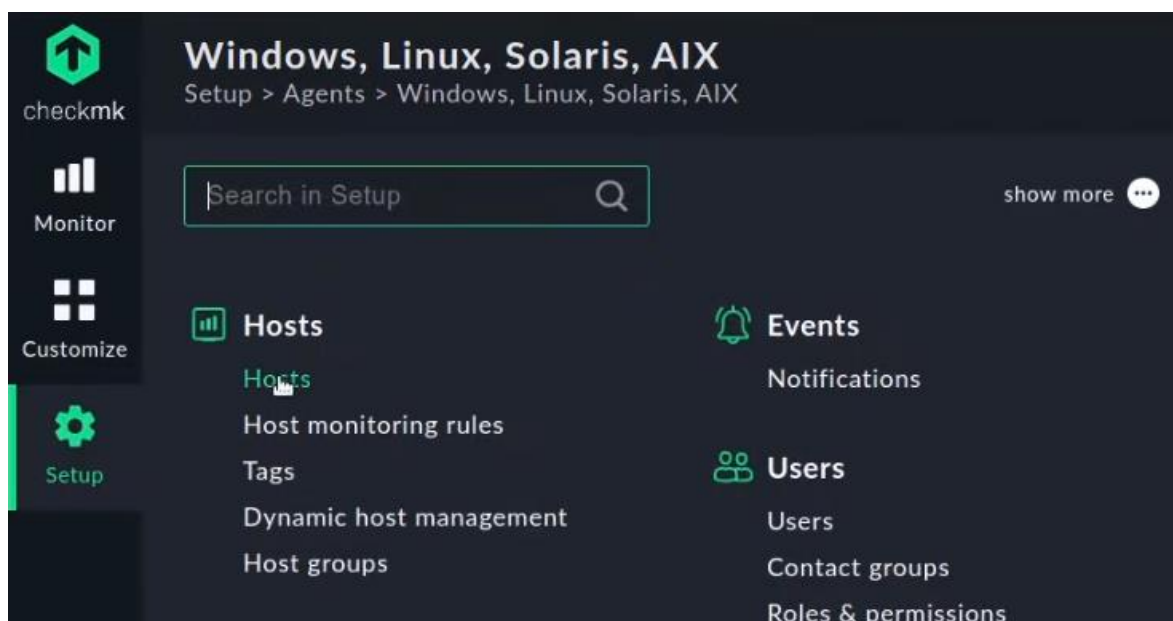 checkmk
Monitor
Customize
Setup
Windows, Linux, Solaris, AIX
Setup > Agents > Windows, Linux, Solaris, AIX
Search in Setup
show more
Hosts
Hosts
Host monitoring rules
Tags
Dynamic host management
Host groups
Events
Notifications
Users
Users
Contact groups
Roles & permissions